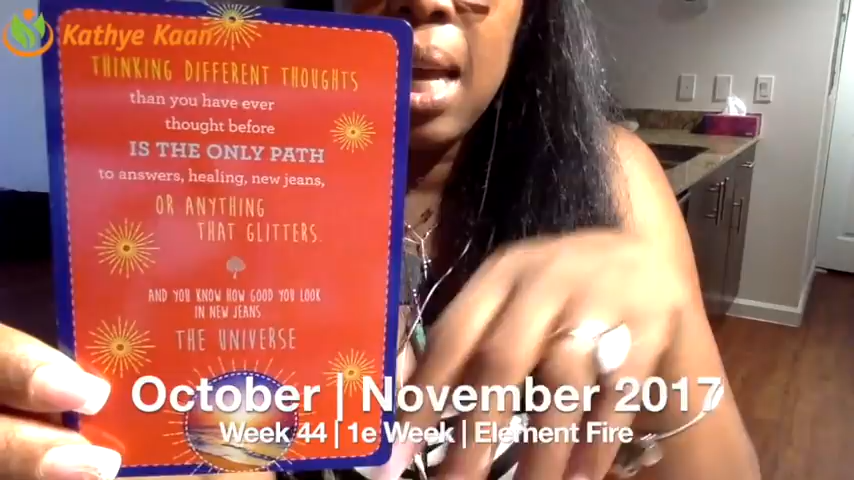 Kathye Kaan
THINKING DIFFERENT THOUGHTS
than you have ever
thought before
IS THE ONLY PATH
to answers, healing, new jeans,
OR ANYTHING
THAT GLITTERS.
AND YOU KNOW HOW GOOD YOU LOOK
IN NEW JEANS
THE UNIVERSE
October | November 2017
Week 44 | 1e Week | Element Fire